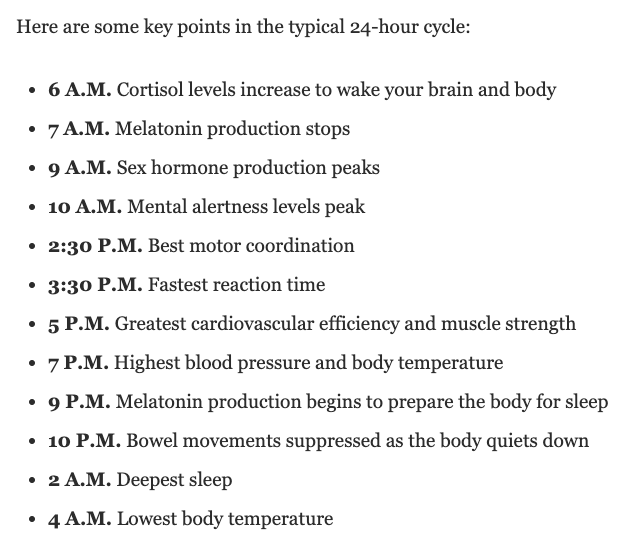 Here are some key points in the typical 24-hour cycle:
• 6 A.M. Cortisol levels increase to wake your brain and body
• 7 A.M. Melatonin production stops
• 9 A.M. Sex hormone production peaks
• 10 A.M. Mental alertness levels peak
• 2:30 P.M. Best motor coordination
• 3:30 P.M. Fastest reaction time
• 5 P.M. Greatest cardiovascular efficiency and muscle strength
• 7 P.M. Highest blood pressure and body temperature
• 9 P.M. Melatonin production begins to prepare the body for sleep
• 10 P.M. Bowel movements suppressed as the body quiets down
• 2 A.M. Deepest sleep
• 4 A.M. Lowest body temperature